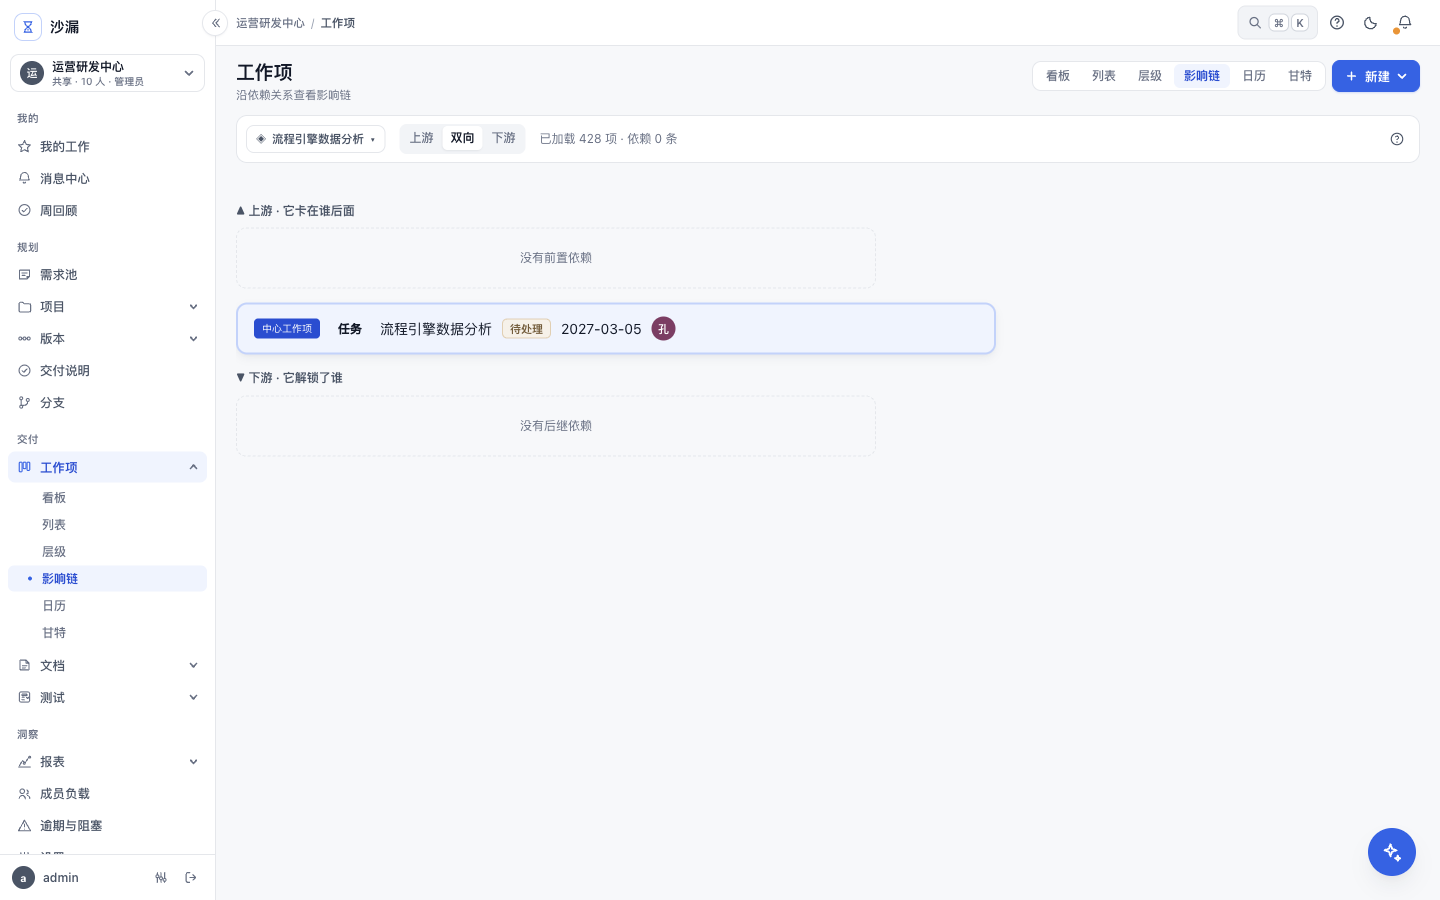 沙漏
运
运营研发中心
共享 · 10 人 · 管理员
我的
我的工作
消息中心
周回顾
规划
需求池
项目
版本
交付说明
分支
交付
工作项
看板
列表
层级
影响链
日历
甘特
文档
测试
洞察
报表
成员负载
逾期与阻塞
a admin
运营研发中心 / 工作项
⌘ K
工作项
沿依赖关系查看影响链
看板 列表 层级 影响链 日历 甘特
+ 新建
◈ 流程引擎数据分析 ▾
上游 双向 下游
已加载 428 项 · 依赖 0 条
▲ 上游 · 它卡在谁后面
没有前置依赖
中心工作项 任务 流程引擎数据分析 待处理 2027-03-05 孔
▼ 下游 · 它解锁了谁
没有后继依赖